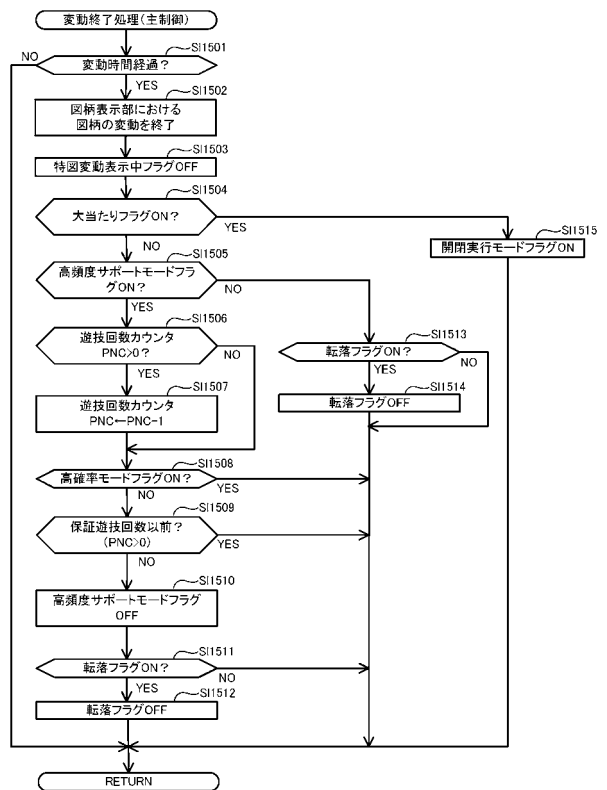 変動終了処理(主制御)
SI1501
NO
変動時間経過?
YES
SI1502
図柄表示部における
図柄の変動を終了
SI1503
特図変動表示中フラグOFF
SI1504
大当たりフラグON?
YES
NO
SI1515
開閉実行モードフラグON
SI1505
高頻度サポートモードフラ
グON?
NO
YES
SI1506
遊技回数カウンタ
PNC>0?
NO
YES
SI1513
転落フラグON?
NO
YES
SI1507
遊技回数カウンタ
PNC←PNC-1
SI1514
転落フラグOFF
SI1508
高確率モードフラグON?
YES
NO
SI1509
保証遊技回数以前?
(PNC>0)
YES
NO
SI1510
高頻度サポートモードフラグ
OFF
SI1511
転落フラグON?
NO
YES
SI1512
転落フラグOFF
RETURN